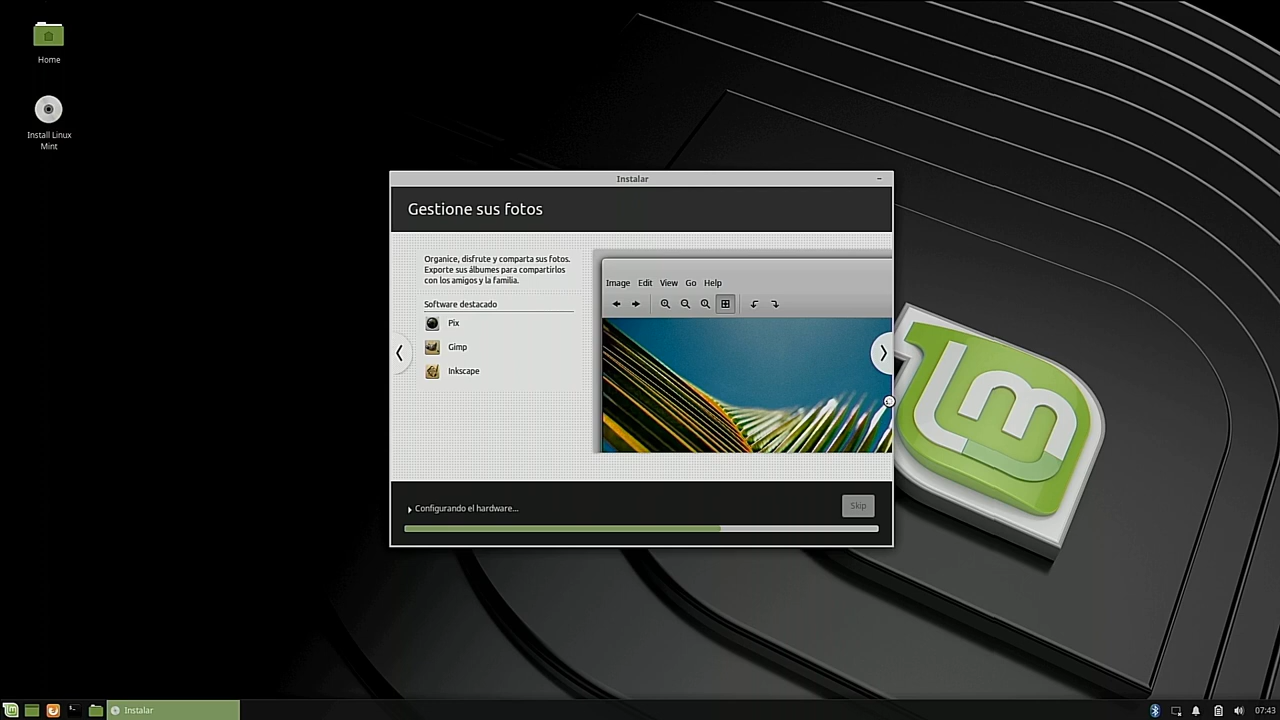 Home
Install Linux
Mint
Instalar
Gestione sus fotos
Organice, disfrute y comparta sus fotos.
Exporte sus álbumes para compartirlos
con los amigos y la familia.
Software destacado
Pix
Gimp
Inkscape
Image Edit View Go Help
Configurando el hardware...
Skip
Instalar
07:43